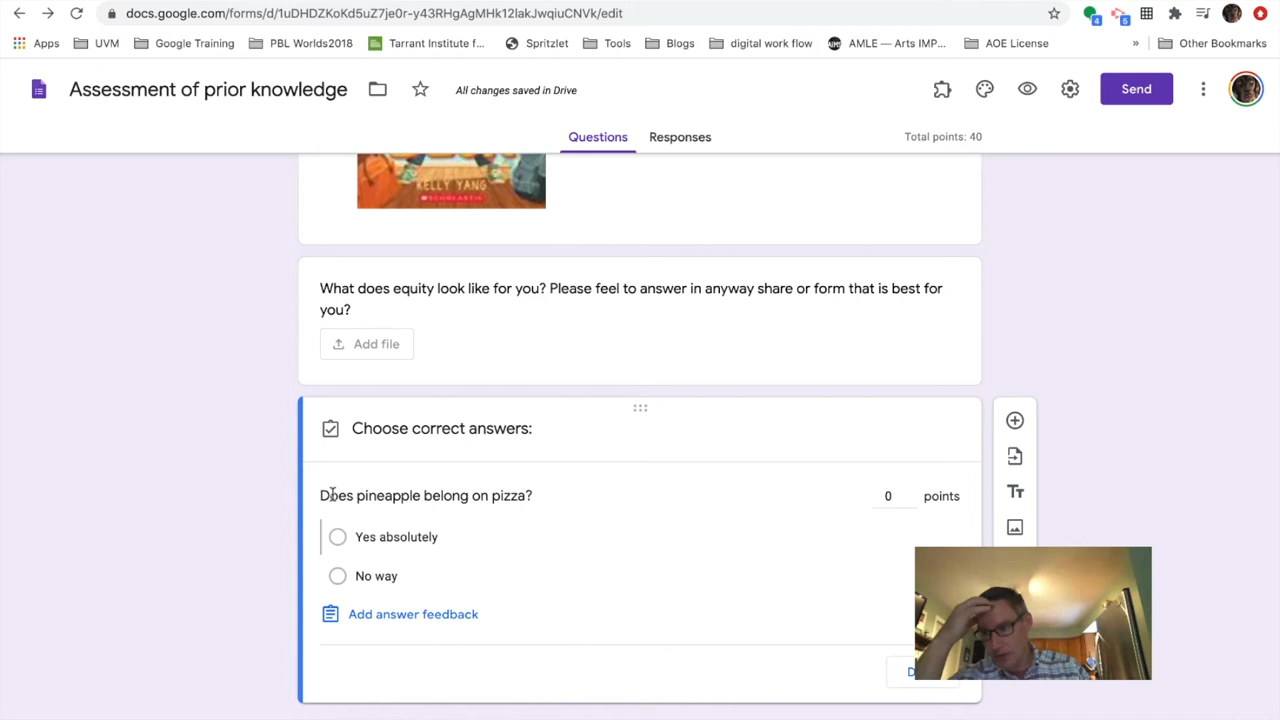 docs.google.com/forms/d/1uDHDZKoKd5uZ7je0r-y43RHgAgMHk12lakJwqiuCNVk/edit
4
5
Apps UVM Google Training PBL Worlds2018 Tarrant Institute f... Spritzlet Tools Blogs digital work flow AMLE — Arts IMP... AOE License » Other Bookmarks
Assessment of prior knowledge
All changes saved in Drive
Send
Questions Responses
Total points: 40
KELLY YANG
SCHOLASTIC
What does equity look like for you? Please feel to answer in anyway share or form that is best for
you?
Add file
Choose correct answers:
Does pineapple belong on pizza?
0 points
Yes absolutely
No way
Add answer feedback